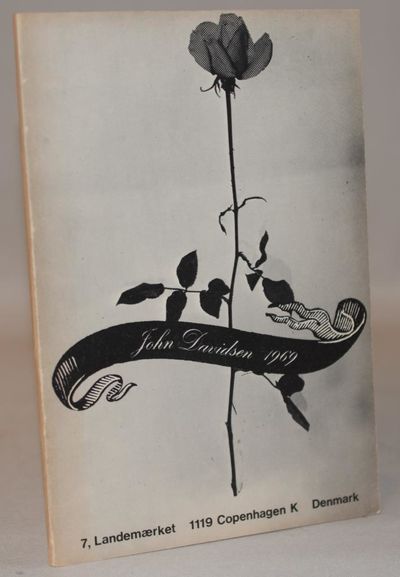 John Davidsen 1969
7, Landemærket 1119 Copenhagen K Denmark